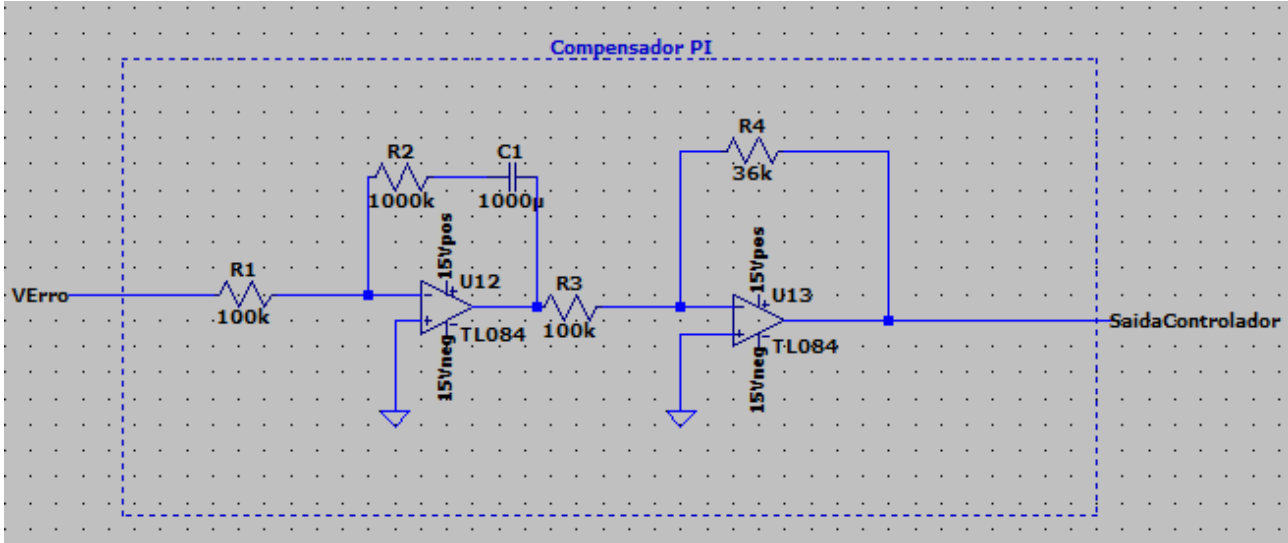 Compensador PI
R4
36k
R2
1000k
C1
1000µ
15Vpos
U12
TL084
15Vneg
R1
100k
VErro
R3
100k
15Vpos
U13
TL084
15Vneg
SaidaControlador